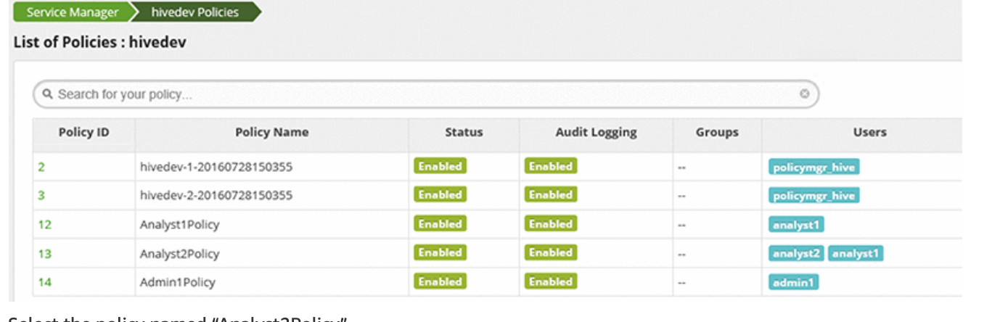 Service Manager hivedev Policies
List of Policies : hivedev
Search for your policy...
Policy ID Policy Name Status Audit Logging Groups Users
2 hivedev-1-20160728150355 Enabled Enabled -- policymgr_hive
3 hivedev-2-20160728150355 Enabled Enabled -- policymgr_hive
12 Analyst1Policy Enabled Enabled -- analyst1
13 Analyst2Policy Enabled Enabled -- analyst2 analyst1
14 Admin1Policy Enabled Enabled -- admin1
Select the policy named “Analyst2Policy”